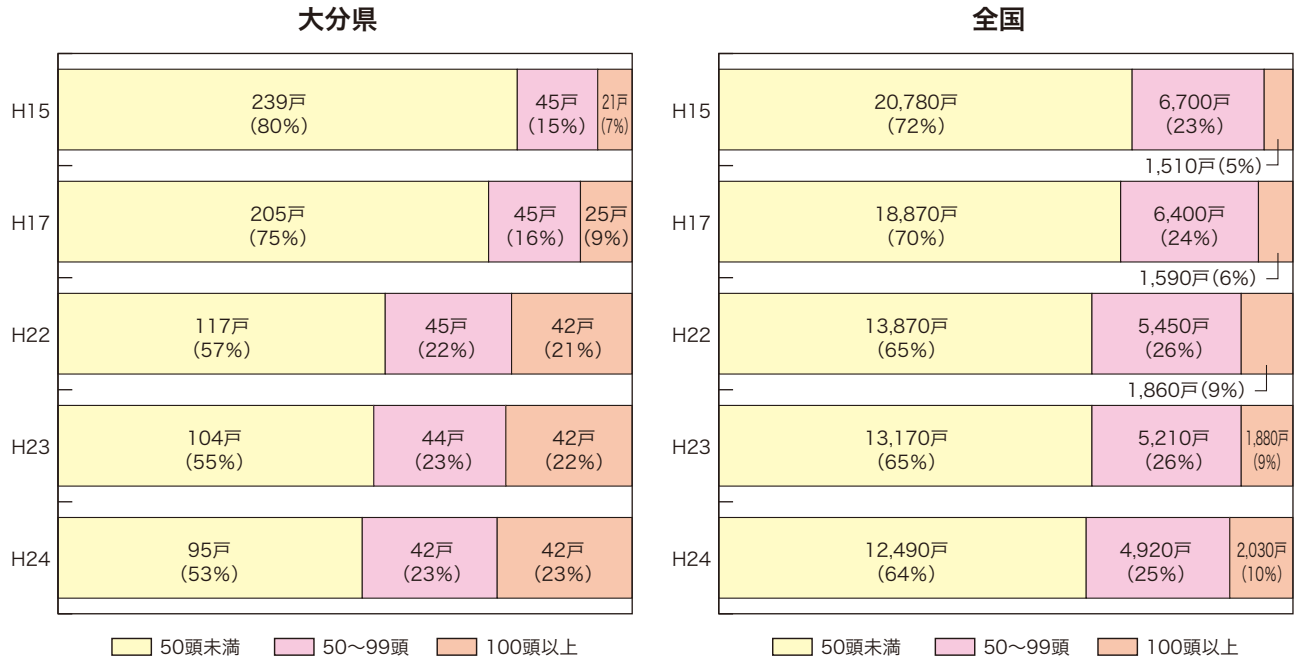 大分県
H15
239戸
(80%)
45戸
(15%)
21戸
(7%)
H17
205戸
(75%)
45戸
(16%)
25戸
(9%)
H22
117戸
(57%)
45戸
(22%)
42戸
(21%)
H23
104戸
(55%)
44戸
(23%)
42戸
(22%)
H24
95戸
(53%)
42戸
(23%)
42戸
(23%)
50頭未満
50〜99頭
100頭以上
全国
H15
20,780戸
(72%)
6,700戸
(23%)
1,510戸(5%)
H17
18,870戸
(70%)
6,400戸
(24%)
1,590戸(6%)
H22
13,870戸
(65%)
5,450戸
(26%)
1,860戸(9%)
H23
13,170戸
(65%)
5,210戸
(26%)
1,880戸
(9%)
H24
12,490戸
(64%)
4,920戸
(25%)
2,030戸
(10%)
50頭未満
50〜99頭
100頭以上